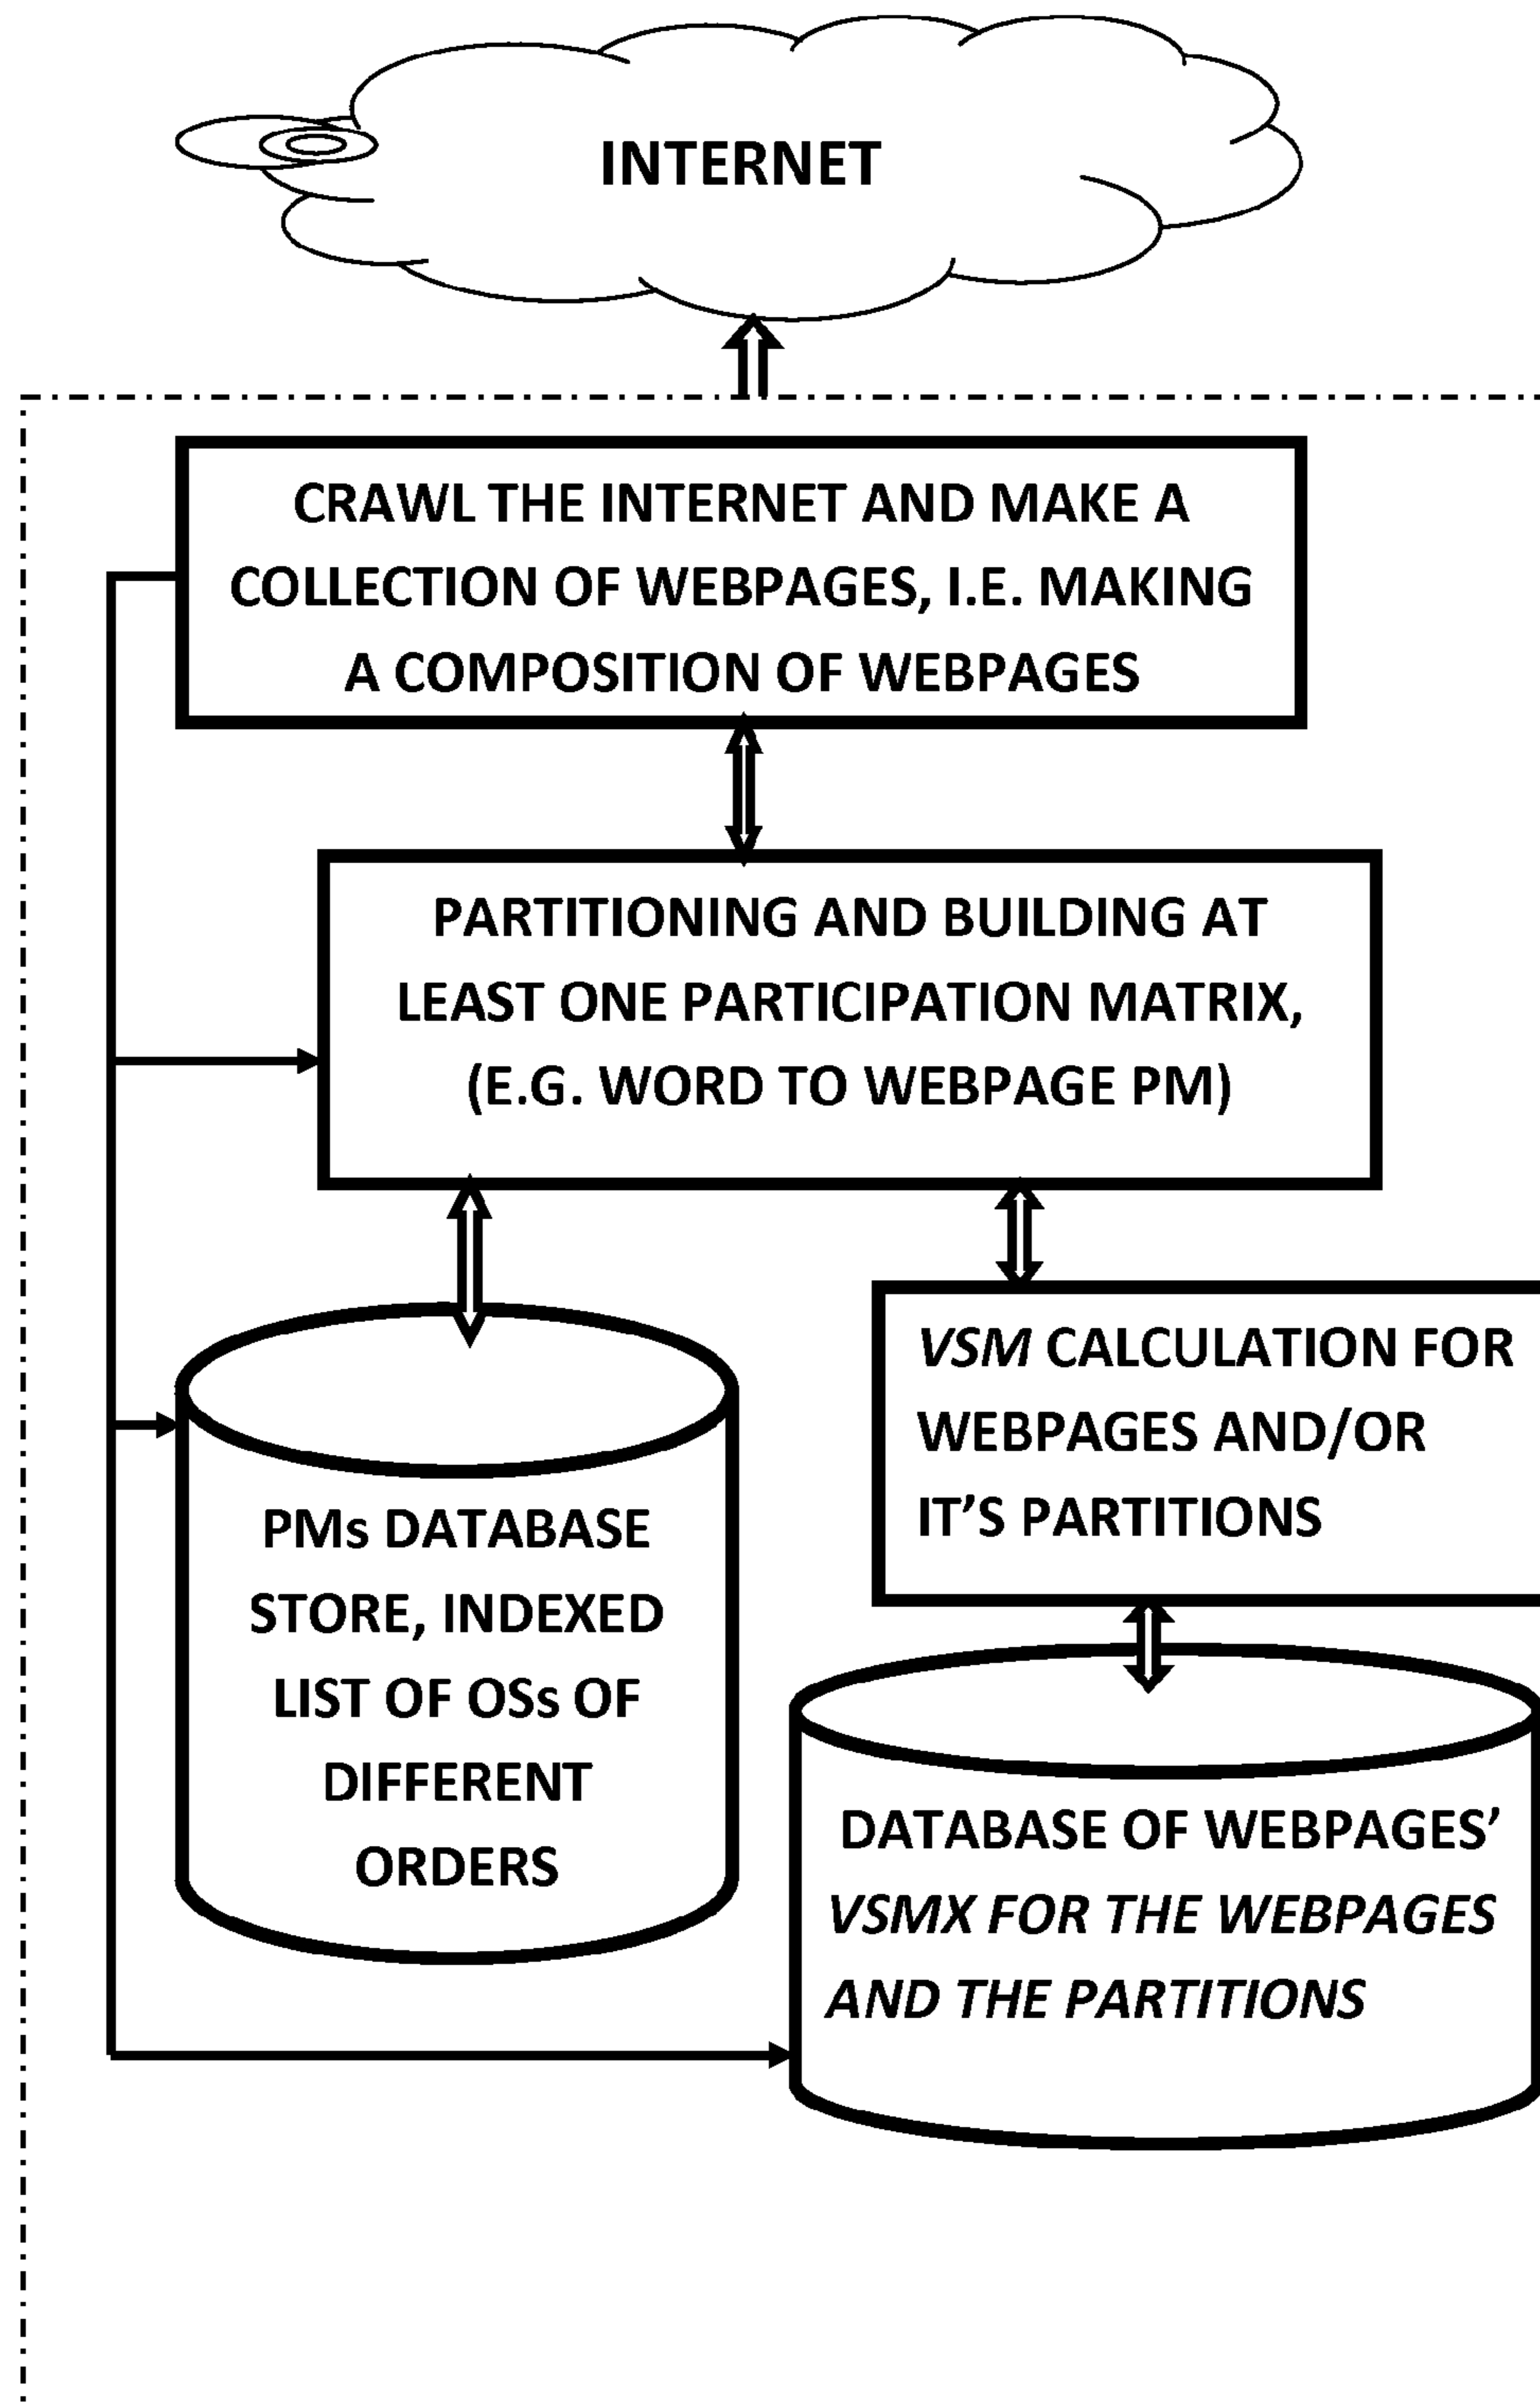 INTERNET
CRAWL THE INTERNET AND MAKE A
COLLECTION OF WEBPAGES, I.E. MAKING
A COMPOSITION OF WEBPAGES
PARTITIONING AND BUILDING AT
LEAST ONE PARTICIPATION MATRIX,
(E.G. WORD TO WEBPAGE PM)
VSM CALCULATION FOR
WEBPAGES AND/OR
IT’S PARTITIONS
PMs DATABASE
STORE, INDEXED
LIST OF OSs OF
DIFFERENT
ORDERS
DATABASE OF WEBPAGES’
VSMX FOR THE WEBPAGES
AND THE PARTITIONS